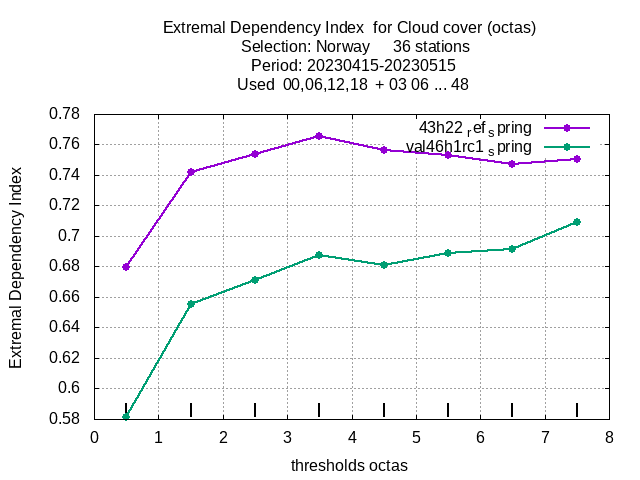 Extremal Dependency Index  for Cloud cover (octas)
Selection: Norway     36 stations
Period: 20230415-20230515
Used  00,06,12,18  + 03 06 ... 48
43h22 ref spring
val46h1rc1 spring
Extremal Dependency Index
0.78
0.76
0.74
0.72
0.7
0.68
0.66
0.64
0.62
0.6
0.58
0 1 2 3 4 5 6 7 8
thresholds octas